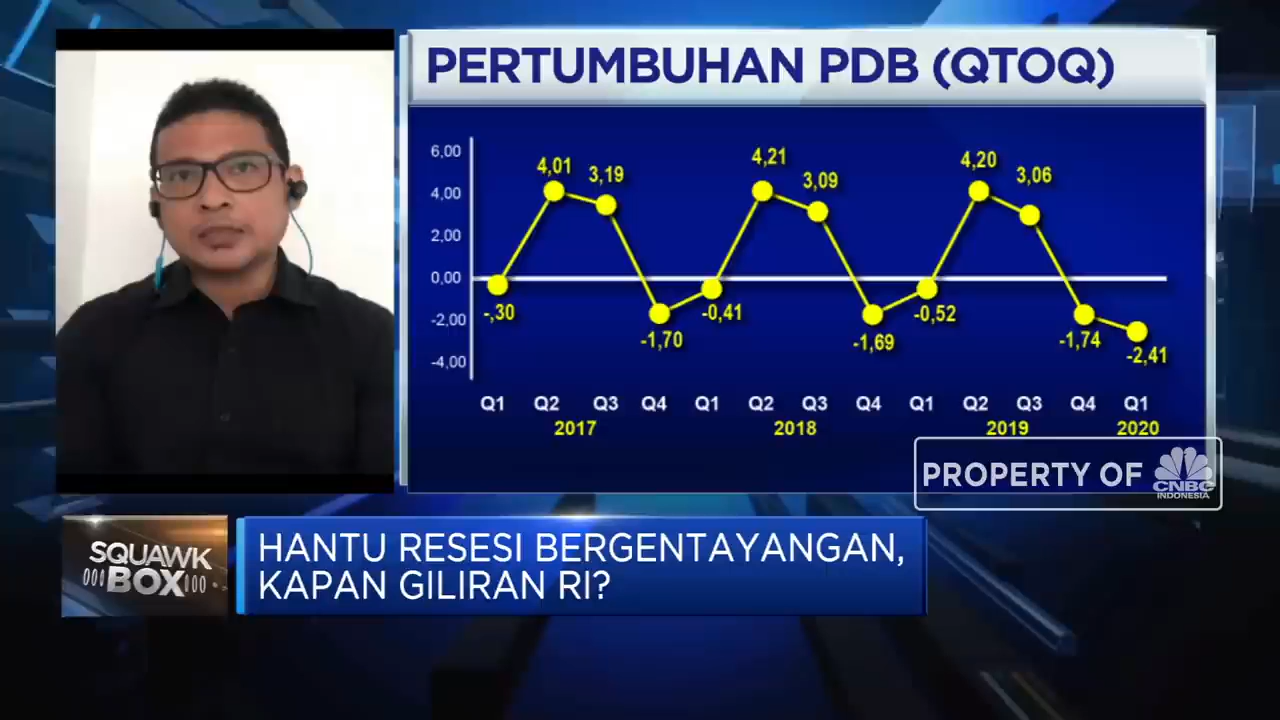 PERTUMBUHAN PDB (QTOQ)
6,00
4,00
2,00
0,00
-2,00
-4,00
-,30
4,01
3,19
-1,70
-0,41
4,21
3,09
-1,69
-0,52
4,20
3,06
-1,74
-2,41
Q1 Q2 Q3 Q4 Q1 Q2 Q3 Q4 Q1 Q2 Q3 Q4 Q1
2017 2018 2019 2020
PROPERTY OF CNBC
INDONESIA
SQUAWK
BOX
HANTU RESESI BERGENTAYANGAN,
KAPAN GILIRAN RI?